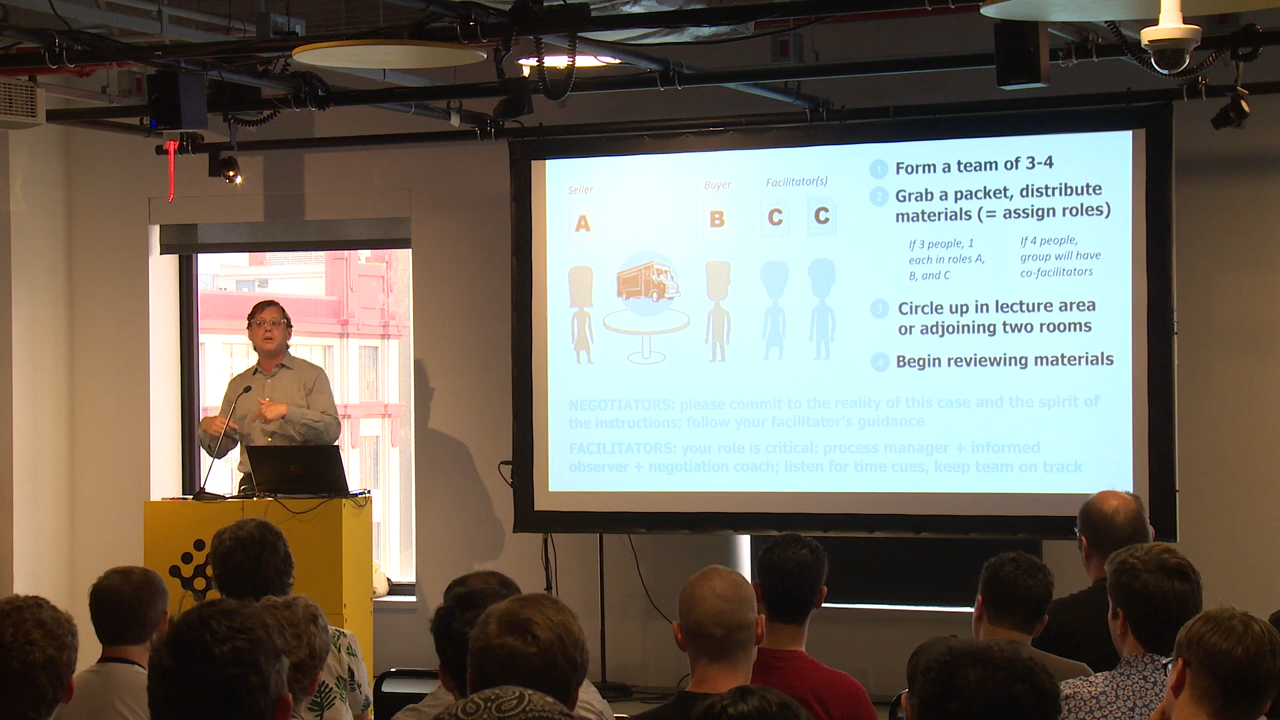 Seller
Buyer
Facilitator(s)
A
B
C
C
1 Form a team of 3-4
2 Grab a packet, distribute
materials (= assign roles)
If 3 people, 1
each in roles A,
B, and C
If 4 people,
group will have
co-facilitators
3 Circle up in lecture area
or adjoining two rooms
4 Begin reviewing materials
NEGOTIATORS: please commit to the reality of this case and the spirit of
the instructions; follow your facilitator's guidance
FACILITATORS: your role is critical: process manager + informed
observer + negotiation coach; listen for time cues, keep team on track